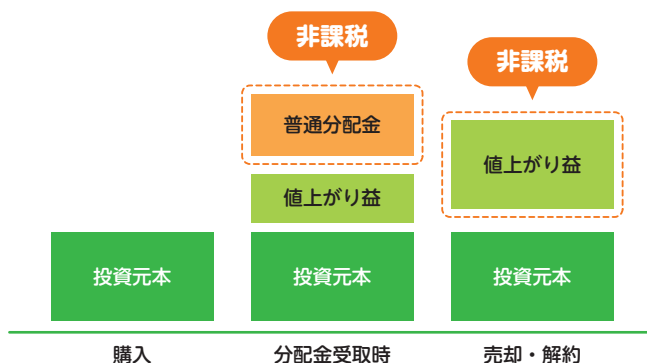 非課税
非課税
普通分配金
値上がり益
値上がり益
投資元本
投資元本
投資元本
購入
分配金受取時
売却・解約